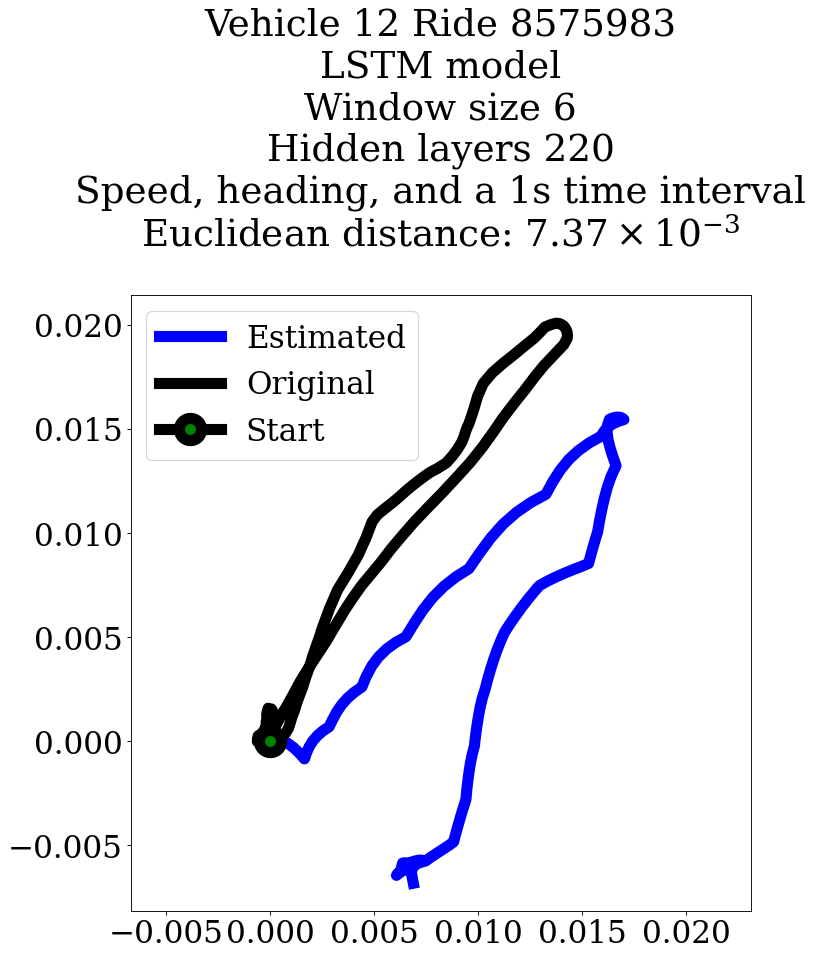 Vehicle 12 Ride 8575983
LSTM model
Window size 6
Hidden layers 220
Speed, heading, and a 1s time interval
Euclidean distance: 7.37 × 10⁻³
Estimated
Original
Start
0.020
0.015
0.010
0.005
0.000
−0.005
−0.005 0.000 0.005 0.010 0.015 0.020